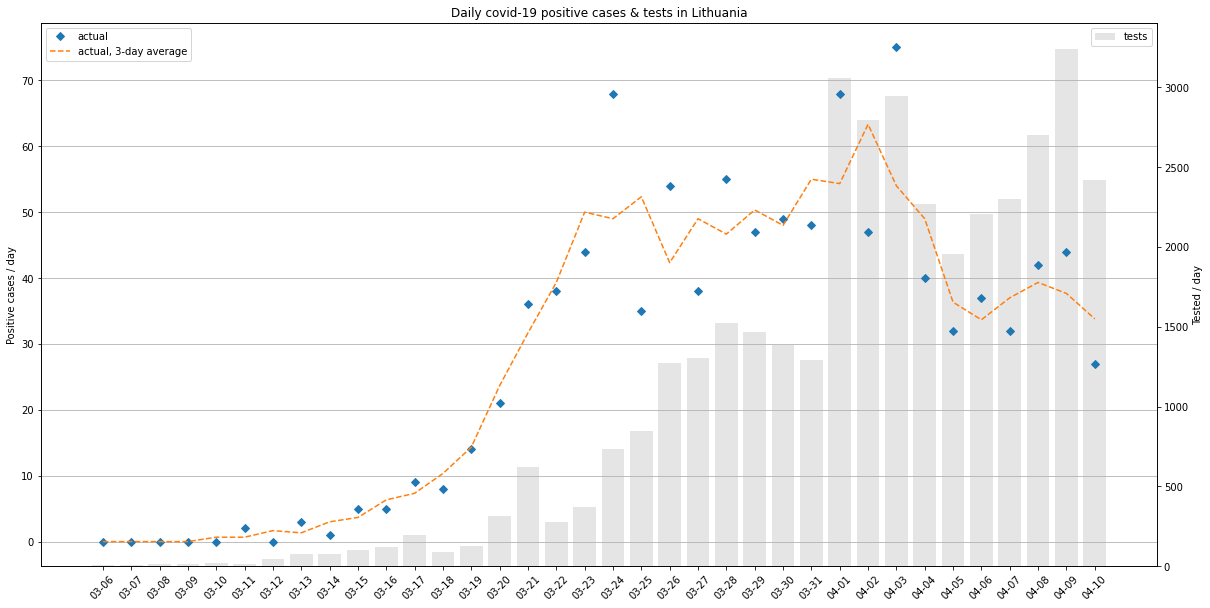 Daily covid-19 positive cases & tests in Lithuania
actual
actual, 3-day average
tests
Positive cases / day
70
60
50
40
30
20
10
0
Tested / day
3000
2500
2000
1500
1000
500
0
03-06 03-07 03-08 03-09 03-10 03-11 03-12 03-13 03-14 03-15 03-16 03-17 03-18 03-19 03-20 03-21 03-22 03-23 03-24 03-25 03-26 03-27 03-28 03-29 03-30 03-31 04-01 04-02 04-03 04-04 04-05 04-06 04-07 04-08 04-09 04-10